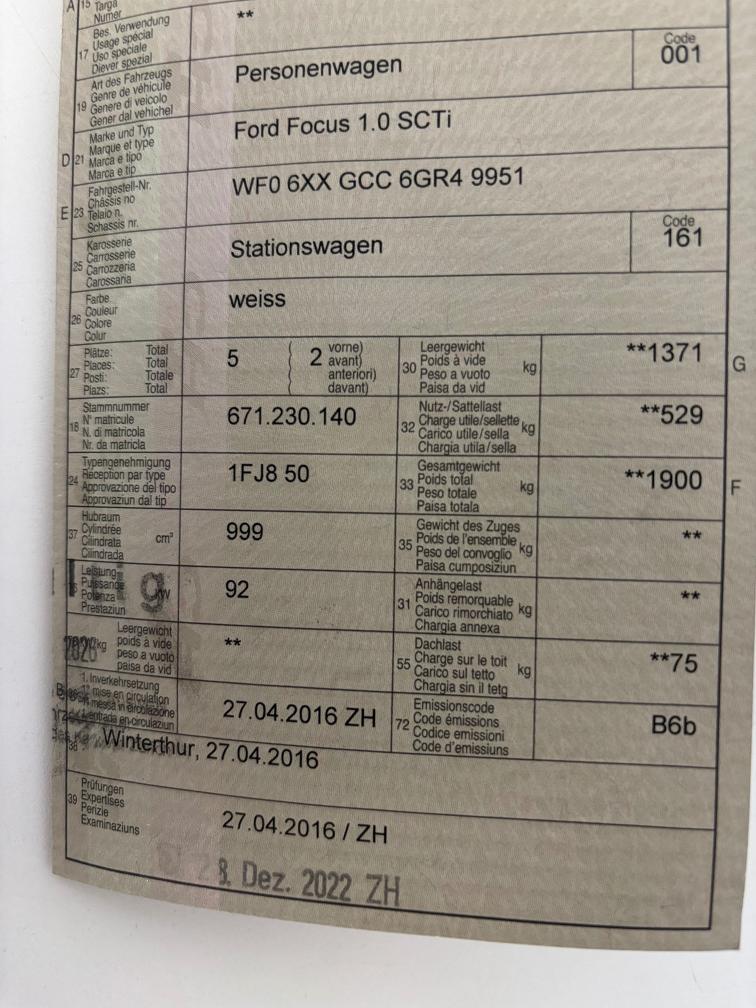 A 15 Targa
Numer
**
17 Bes. Verwendung
Usage spécial
Uso speciale
Diever spezial
19 Art des Fahrzeugs
Genre de véhicule
Genere di veicolo
Gener dal vehichel
Personenwagen
Code
001
D 21 Marke und Typ
Marque et type
Marca e tipo
Marca e tip
Ford Focus 1.0 SCTi
E 23 Fahrgestell-Nr.
Châssis no
Telaio n.
Schassis nr.
WF0 6XX GCC 6GR4 9951
25 Karosserie
Carrosserie
Carrozzeria
Carossaria
Stationswagen
Code
161
26 Farbe
Couleur
Colore
Colur
weiss
27 Plätze: Total
Places: Total
Posti: Totale
Plazs: Total
5 ( 2 vorne)
( avant)
( anteriori)
( davant)
30 Leergewicht
Poids à vide
Peso a vuoto
Paisa da vid
kg
**1371
G
18 Stammnummer
N° matricule
N. di matricola
Nr. da matricla
671.230.140
32 Nutz-/Sattellast
Charge utile/sellette
Carico utile/sella
Chargia utila/sella
kg
**529
24 Typengenehmigung
Réception par type
Approvazione del tipo
Approvaziun dal tip
1FJ8 50
33 Gesamtgewicht
Poids total
Peso totale
Paisa totala
kg
**1900
F
37 Hubraum
Cylindrée
Cilindrata
Cilindrada
cm³
999
35 Gewicht des Zuges
Poids de l'ensemble
Peso del convoglio
Paisa cumposiziun
kg
**
Leistung
Puissance
Potenza
Prestaziun
kW
92
31 Anhängelast
Poids remorquable
Carico rimorchiato
Chargia annexa
kg
**
kg Leergewicht
poids à vide
peso a vuoto
paisa da vid
**
55 Dachlast
Charge sur le toit
Carico sul tetto
Chargia sin il tetg
kg
**75
1. Inverkehrsetzung
mise en circulation
messa in circolazione
entrada en circulaziun
27.04.2016 ZH
72 Emissionscode
Code émissions
Codice emissioni
Code d'emissiuns
B6b
38 Winterthur, 27.04.2016
39 Prüfungen
Expertises
Perizie
Examinaziuns
27.04.2016 / ZH
28. Dez. 2022 ZH